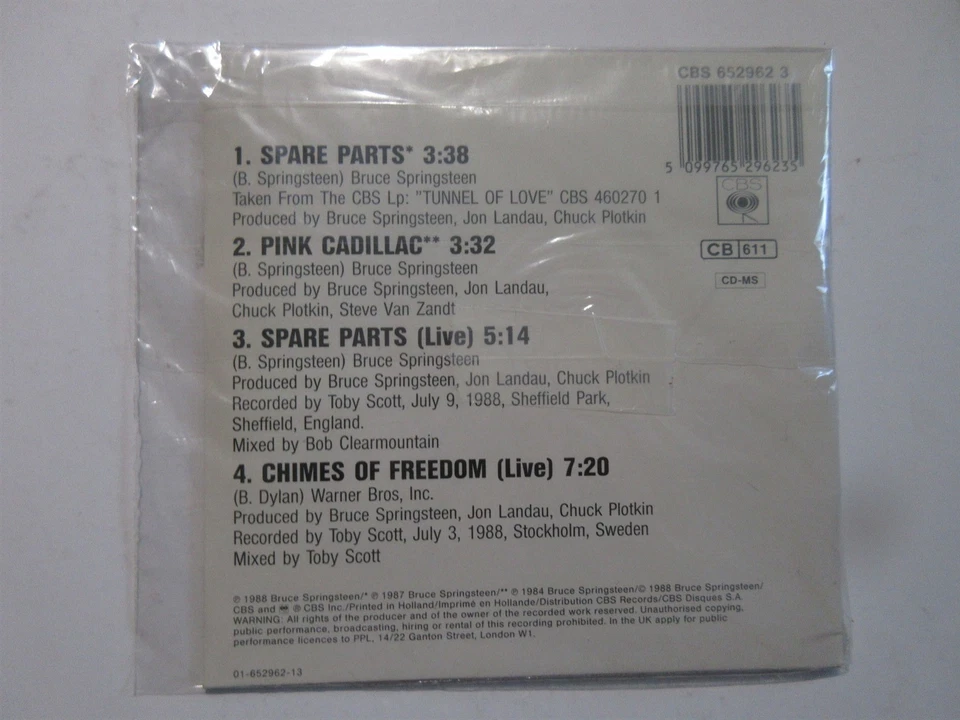 CBS 652962 3
5 099765 296235
CBS
CB 611
CD-MS
1. SPARE PARTS* 3:38
(B. Springsteen) Bruce Springsteen
Taken From The CBS Lp: "TUNNEL OF LOVE" CBS 460270 1
Produced by Bruce Springsteen, Jon Landau, Chuck Plotkin
2. PINK CADILLAC** 3:32
(B. Springsteen) Bruce Springsteen
Produced by Bruce Springsteen, Jon Landau,
Chuck Plotkin, Steve Van Zandt
3. SPARE PARTS (Live) 5:14
(B. Springsteen) Bruce Springsteen
Produced by Bruce Springsteen, Jon Landau, Chuck Plotkin
Recorded by Toby Scott, July 9, 1988, Sheffield Park,
Sheffield, England.
Mixed by Bob Clearmountain
4. CHIMES OF FREEDOM (Live) 7:20
(B. Dylan) Warner Bros, Inc.
Produced by Bruce Springsteen, Jon Landau, Chuck Plotkin
Recorded by Toby Scott, July 3, 1988, Stockholm, Sweden
Mixed by Toby Scott
℗ 1988 Bruce Springsteen/* ℗ 1987 Bruce Springsteen/** ℗ 1984 Bruce Springsteen/© 1988 Bruce Springsteen/
CBS and ℗ CBS Inc./Printed in Holland/Imprimé en Hollande/Distribution CBS Records/CBS Disques S.A.
WARNING: All rights of the producer and of the owner of the recorded work reserved. Unauthorised copying,
public performance, broadcasting, hiring or rental of this recording prohibited. In the UK apply for public
performance licences to PPL, 14/22 Ganton Street, London W1.
01-652962-13